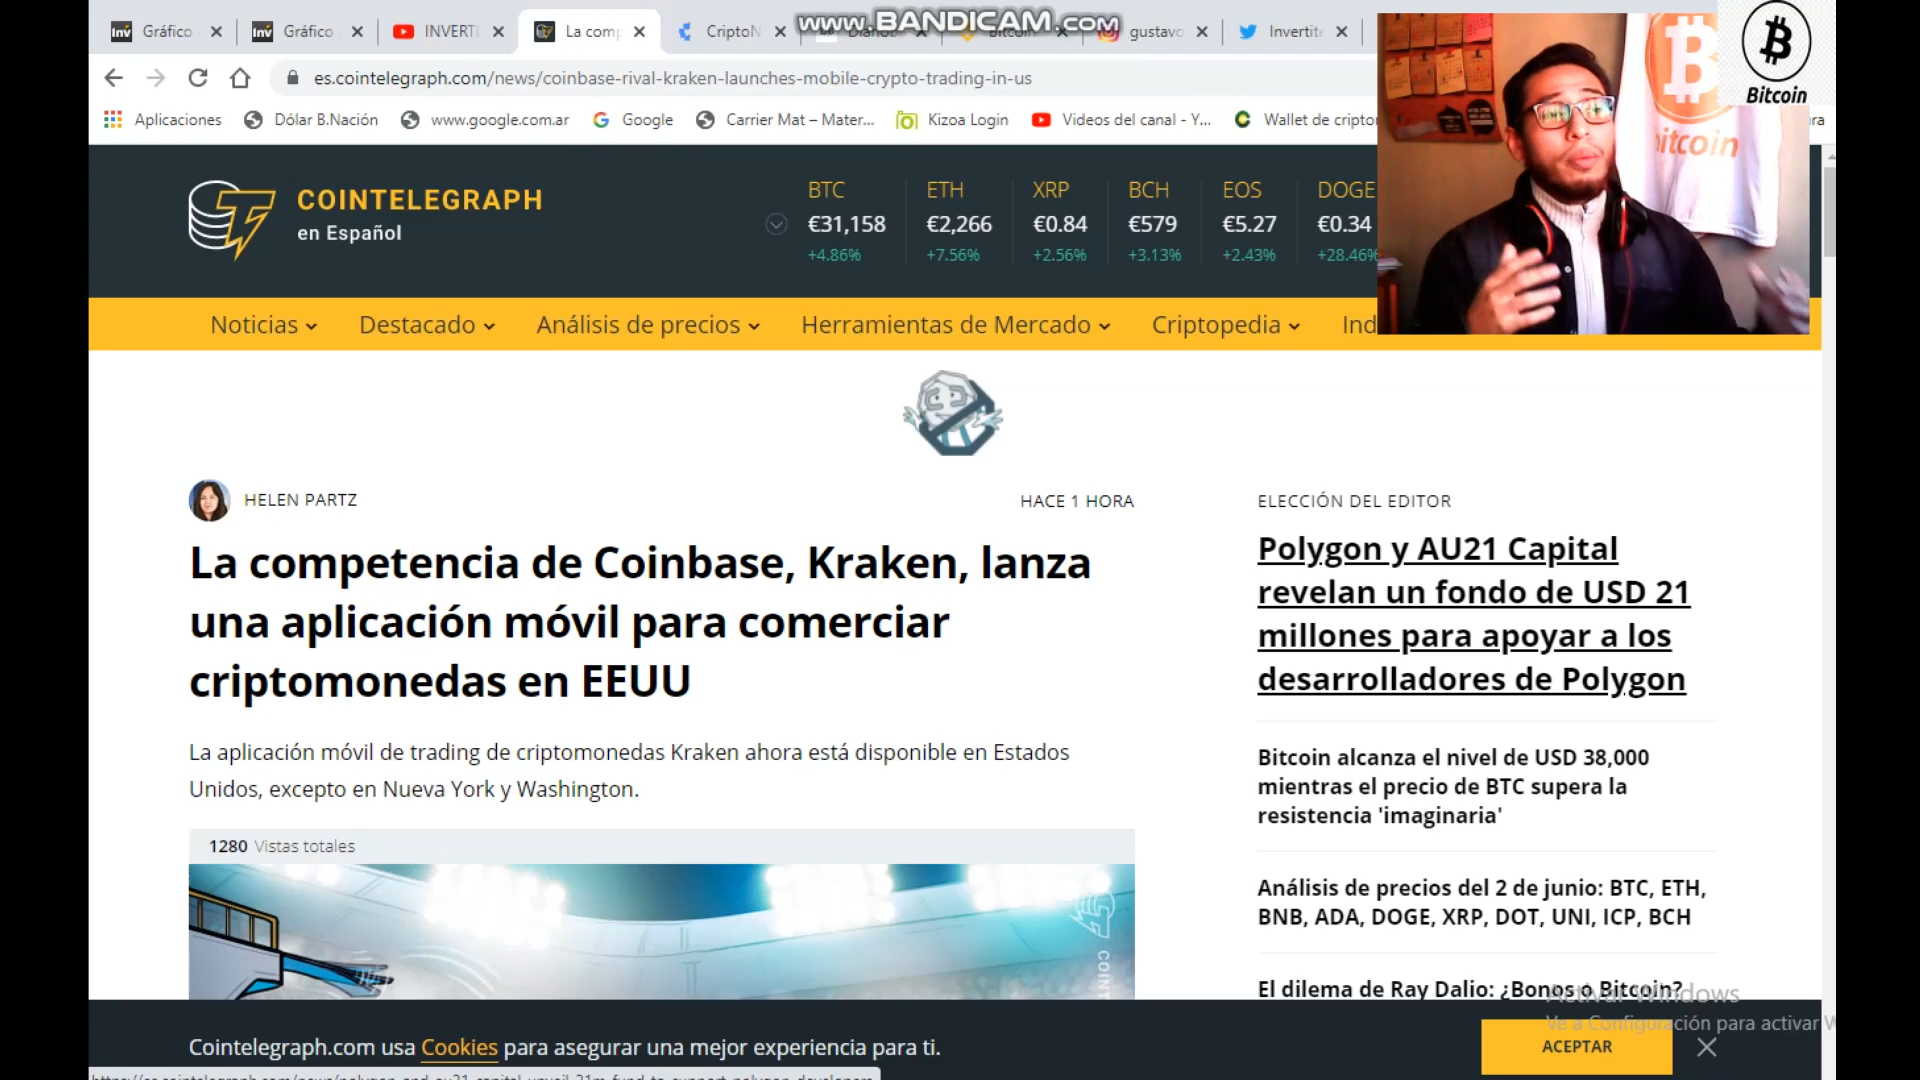 www.BANDICAM.com
Gráfico
Gráfico
INVERTI
La comp
CriptoN
Bitcoin
gustavo
Invertite
es.cointelegraph.com/news/coinbase-rival-kraken-launches-mobile-crypto-trading-in-us
Bitcoin
Aplicaciones
Dólar B.Nación
www.google.com.ar
Google
Carrier Mat – Mater...
Kizoa Login
Videos del canal - Y...
Wallet de criptor
ra
bitcoin
COINTELEGRAPH
en Español
BTC
€31,158
+4.86%
ETH
€2,266
+7.56%
XRP
€0.84
+2.56%
BCH
€579
+3.13%
EOS
€5.27
+2.43%
DOGE
€0.34
+28.46%
Noticias
Destacado
Análisis de precios
Herramientas de Mercado
Criptopedia
Ind
HELEN PARTZ
HACE 1 HORA
La competencia de Coinbase, Kraken, lanza
una aplicación móvil para comerciar
criptomonedas en EEUU
La aplicación móvil de trading de criptomonedas Kraken ahora está disponible en Estados
Unidos, excepto en Nueva York y Washington.
1280 Vistas totales
COINT
ELECCIÓN DEL EDITOR
Polygon y AU21 Capital
revelan un fondo de USD 21
millones para apoyar a los
desarrolladores de Polygon
Bitcoin alcanza el nivel de USD 38,000
mientras el precio de BTC supera la
resistencia 'imaginaria'
Análisis de precios del 2 de junio: BTC, ETH,
BNB, ADA, DOGE, XRP, DOT, UNI, ICP, BCH
El dilema de Ray Dalio: ¿Bonos o Bitcoin?
Activar Windows
Ve a Configuración para activar W
Cointelegraph.com usa Cookies para asegurar una mejor experiencia para ti.
ACEPTAR